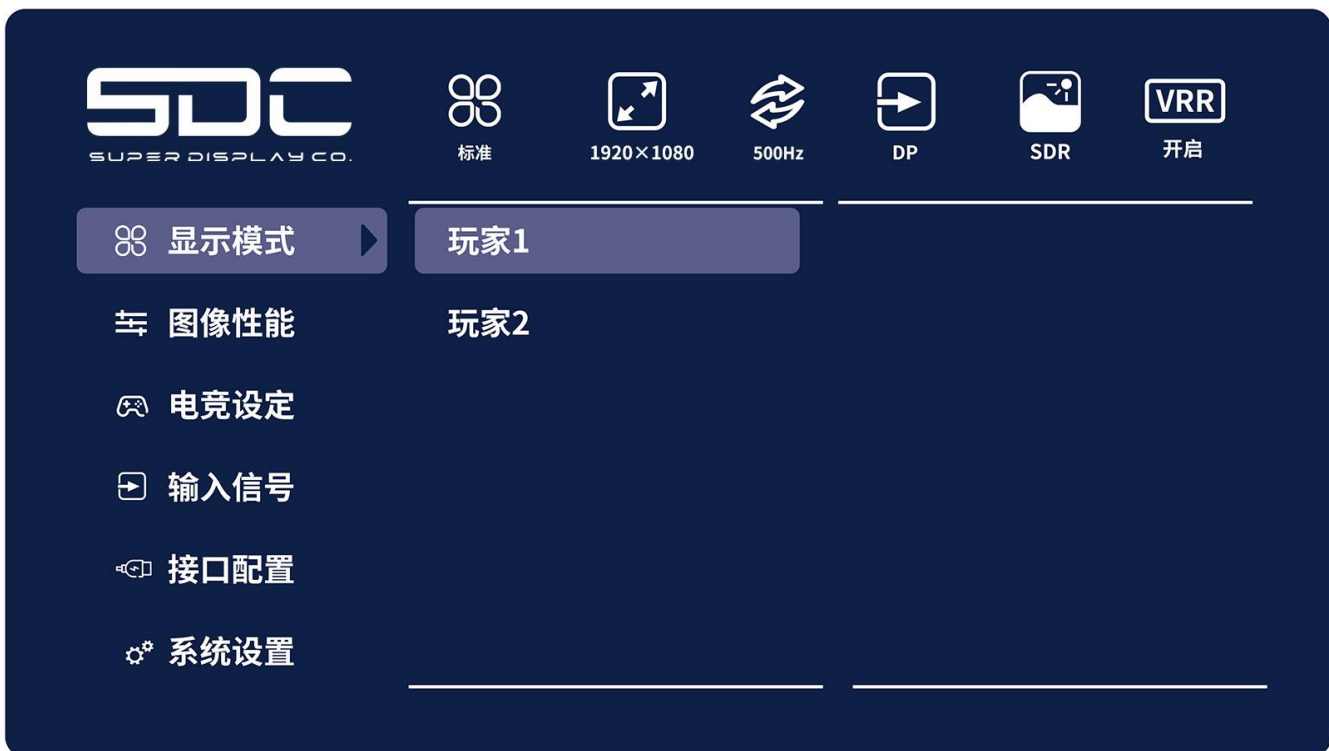 SDC
SUPER DISPLAY CO.
标准
1920×1080
500Hz
DP
SDR
VRR
开启
显示模式
玩家1
图像性能
玩家2
电竞设定
输入信号
接口配置
系统设置